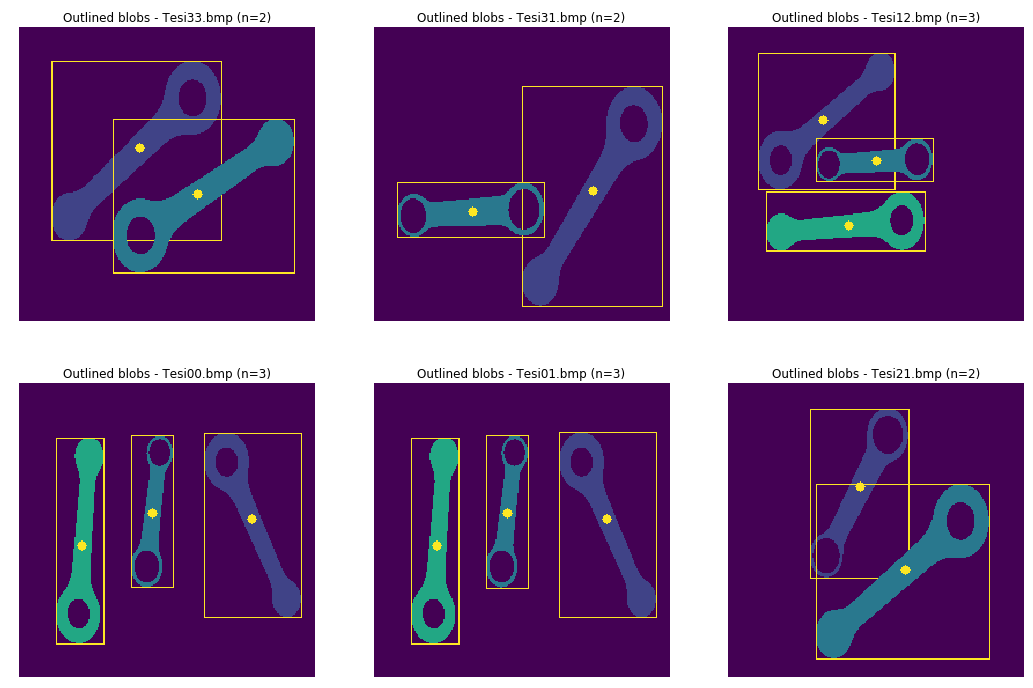 Outlined blobs - Tesi33.bmp (n=2)
Outlined blobs - Tesi31.bmp (n=2)
Outlined blobs - Tesi12.bmp (n=3)
Outlined blobs - Tesi00.bmp (n=3)
Outlined blobs - Tesi01.bmp (n=3)
Outlined blobs - Tesi21.bmp (n=2)